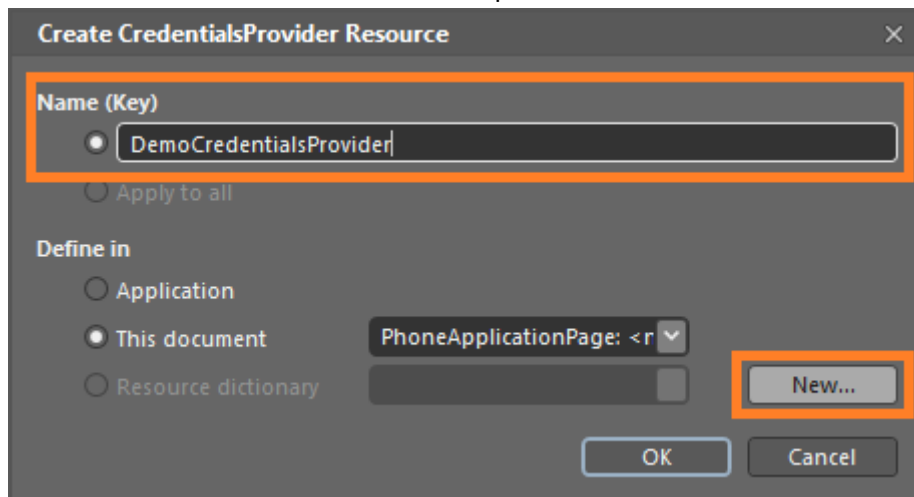 Create CredentialsProvider Resource
Name (Key)
DemoCredentialsProvider
Apply to all
Define in
Application
This document PhoneApplicationPage: <r
Resource dictionary New...
OK Cancel